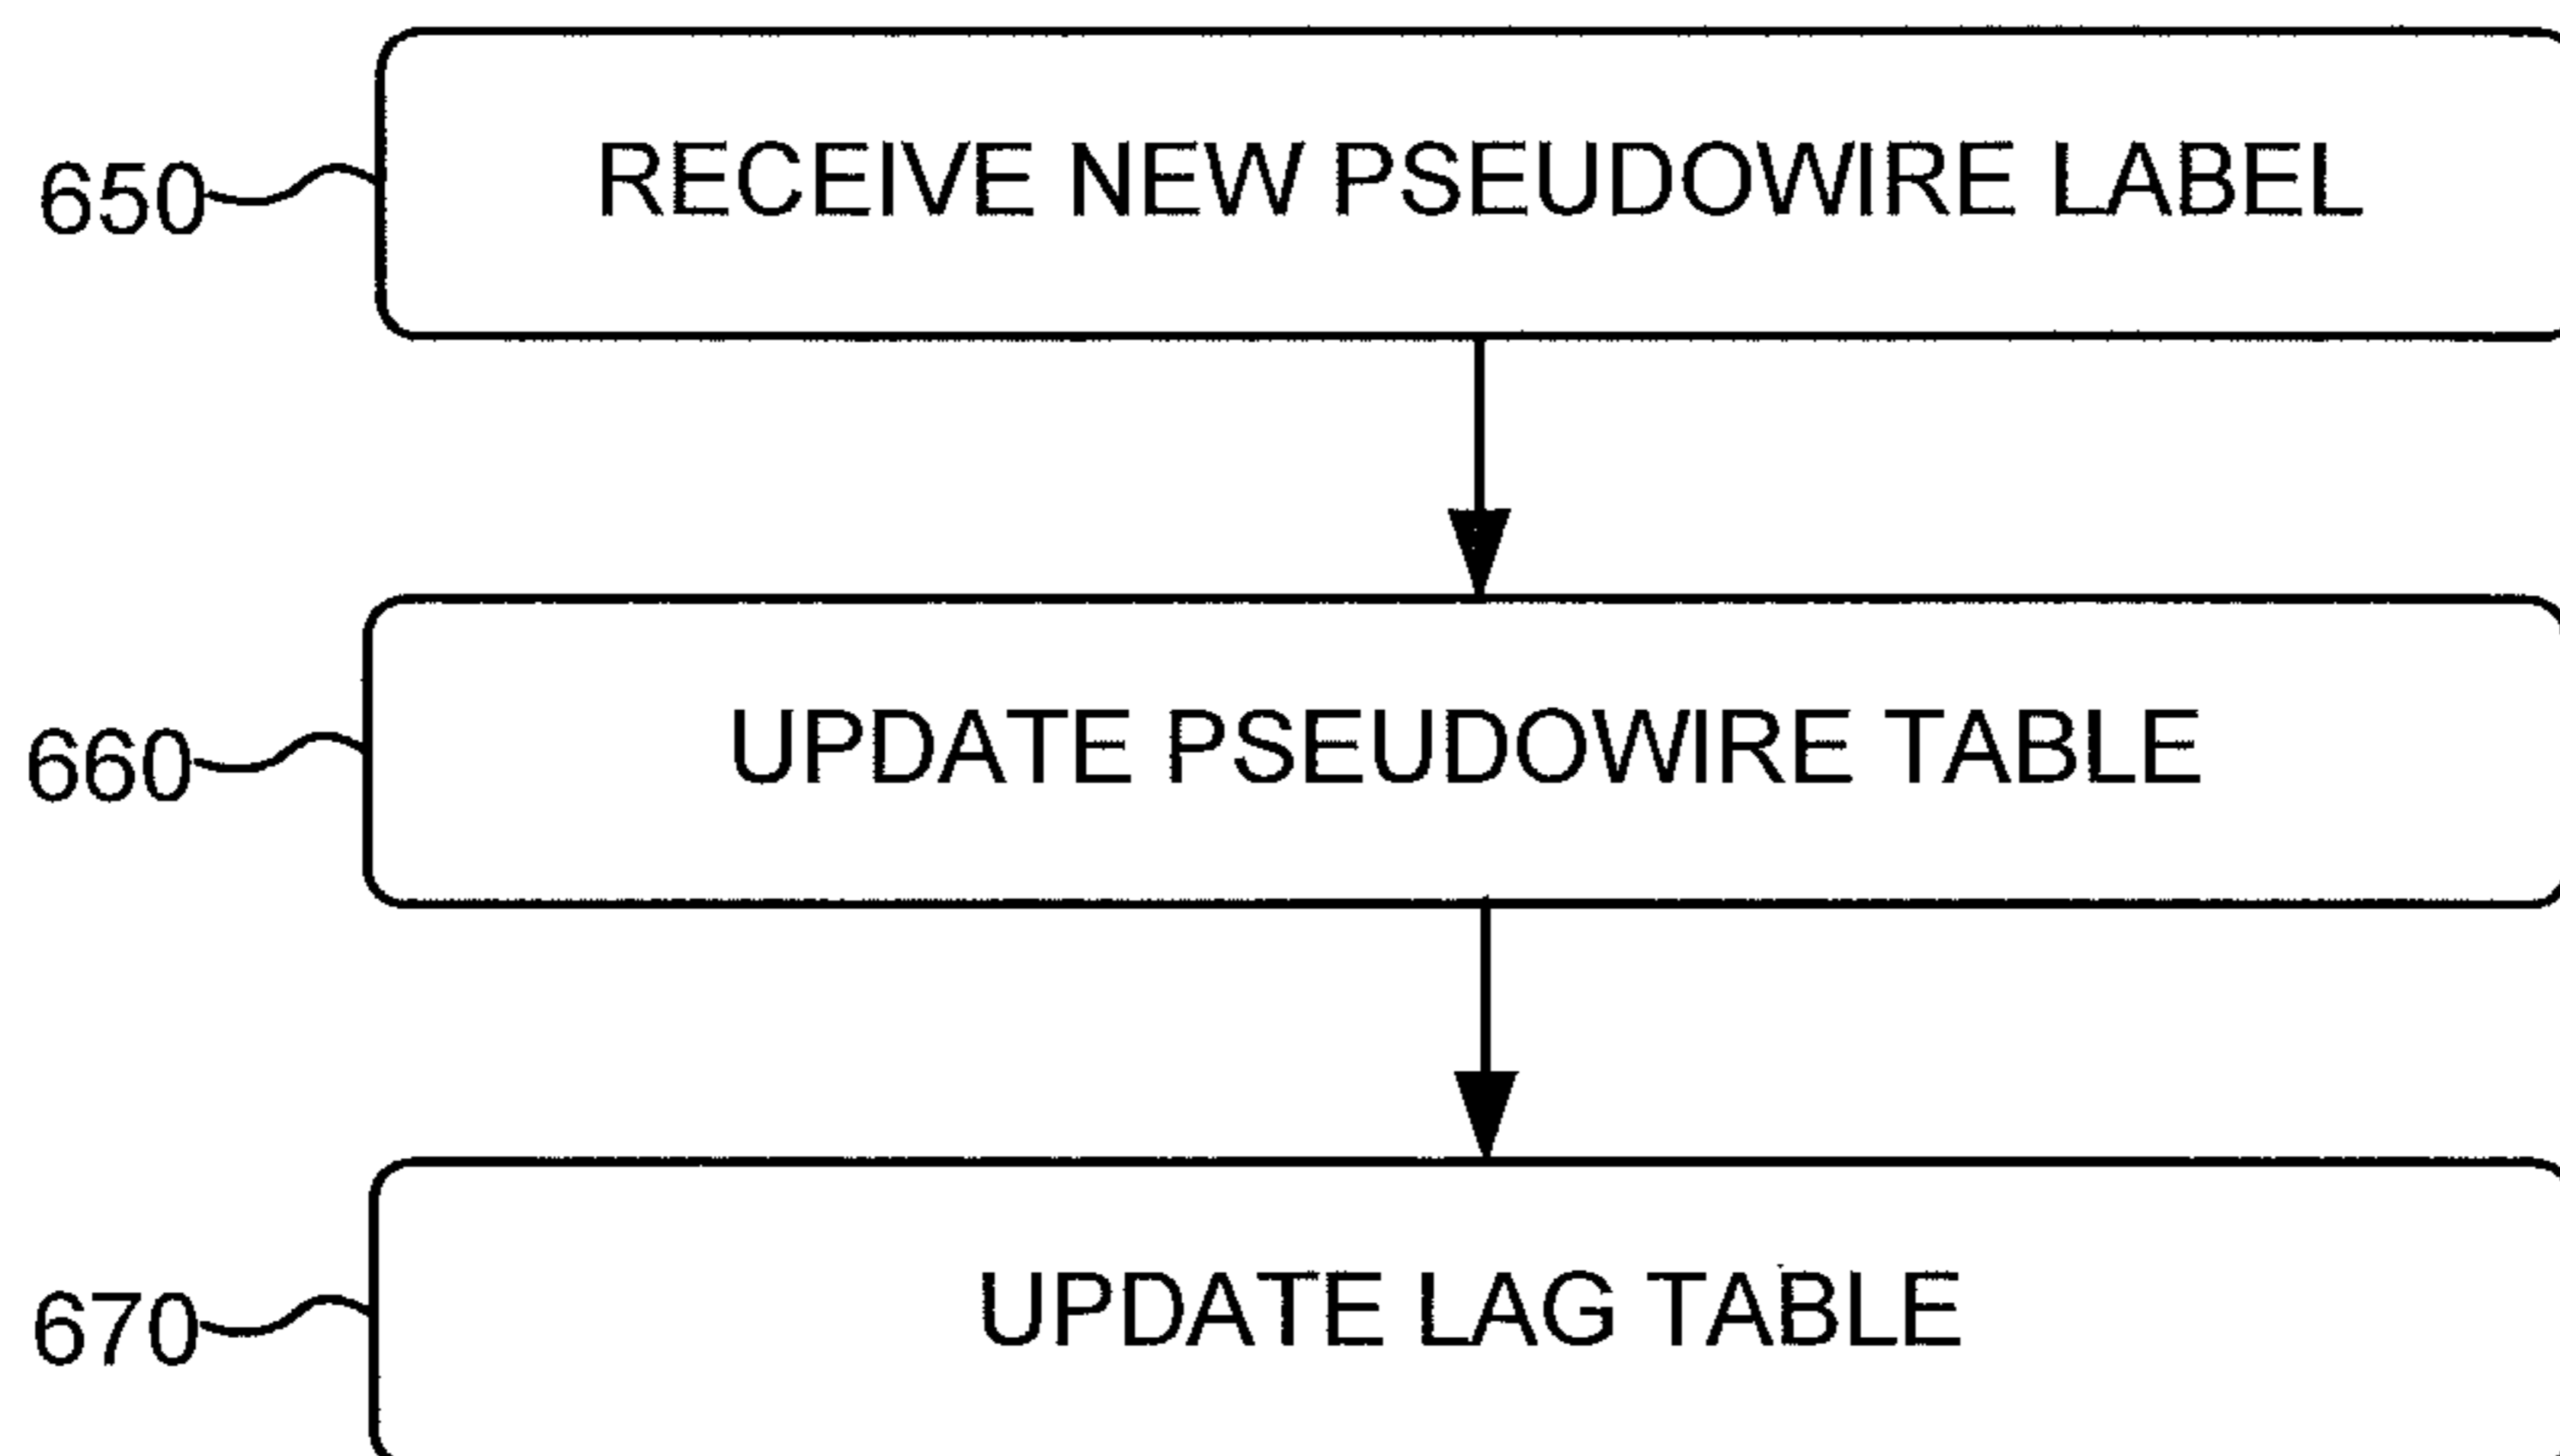 650 RECEIVE NEW PSEUDOWIRE LABEL
660 UPDATE PSEUDOWIRE TABLE
670 UPDATE LAG TABLE